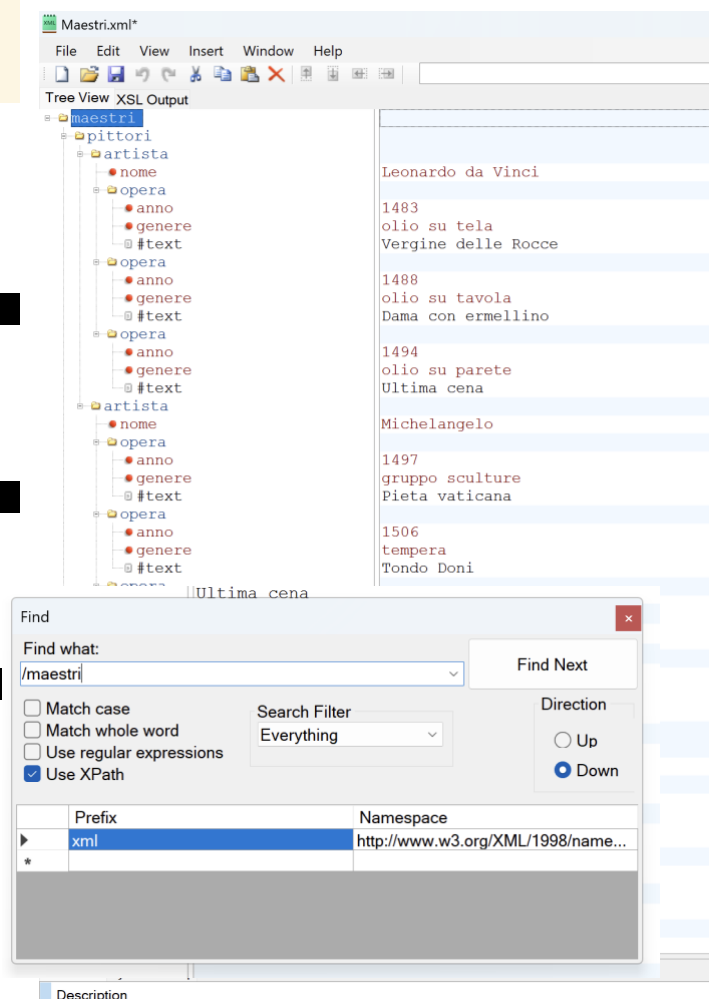 Maestri.xml*
File Edit View Insert Window Help
Tree View XSL Output
maestri
pittori
artista
nome Leonardo da Vinci
opera
anno 1483
genere olio su tela
#text Vergine delle Rocce
opera
anno 1488
genere olio su tavola
#text Dama con ermellino
opera
anno 1494
genere olio su parete
#text Ultima cena
artista
nome Michelangelo
opera
anno 1497
genere gruppo sculture
#text Pieta vaticana
opera
anno 1506
genere tempera
#text Tondo Doni
opera
Ultima cena
Find
Find what:
/maestri
Find Next
Match case
Match whole word
Use regular expressions
Use XPath
Search Filter
Everything
Direction
Up
Down
Prefix Namespace
xml http://www.w3.org/XML/1998/name...
*
Description